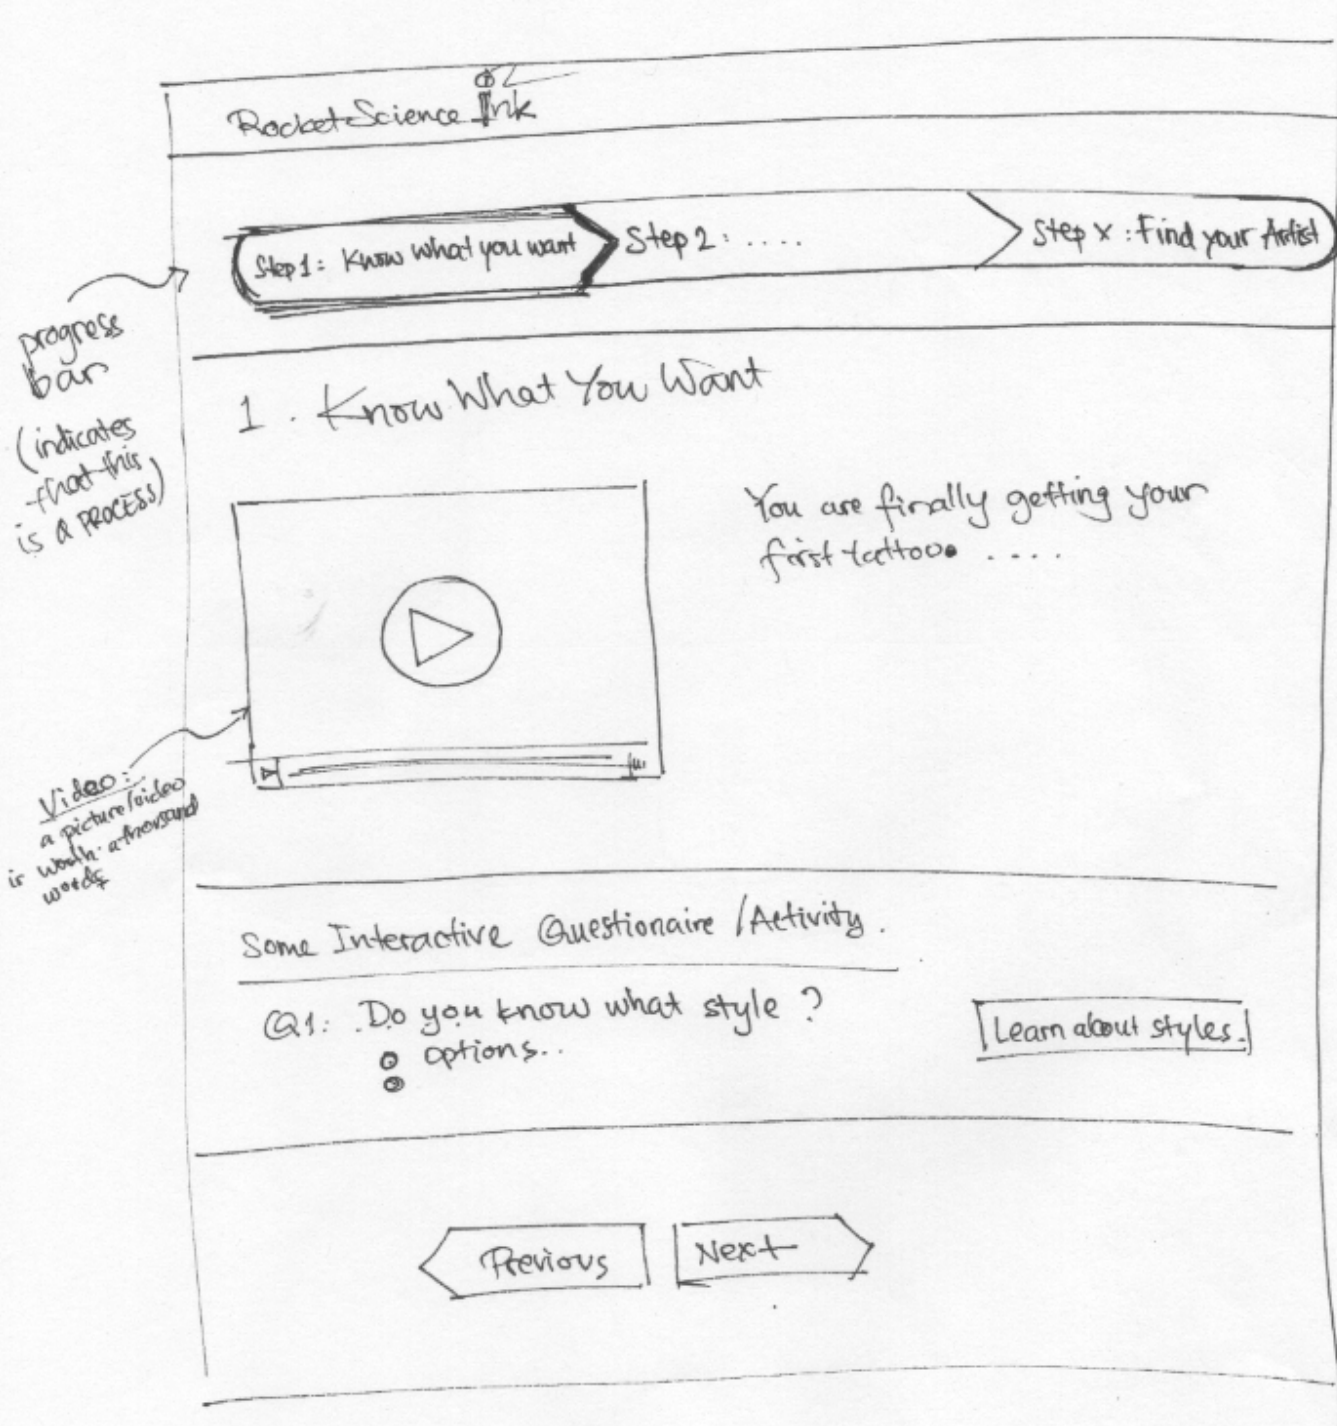 RocketScience Ink
Step 1: Know what you want
Step 2: ....
Step X: Find your Artist
progress
bar
(indicates
that this
is a PROCESS)
1. Know What You Want
You are finally getting your
first tattoo. ....
Video:
a picture/video
is worth a thousand
words
Some Interactive Questionaire/Activity.
Q1: Do you know what style?
options..
Learn about styles.
Previous
Next